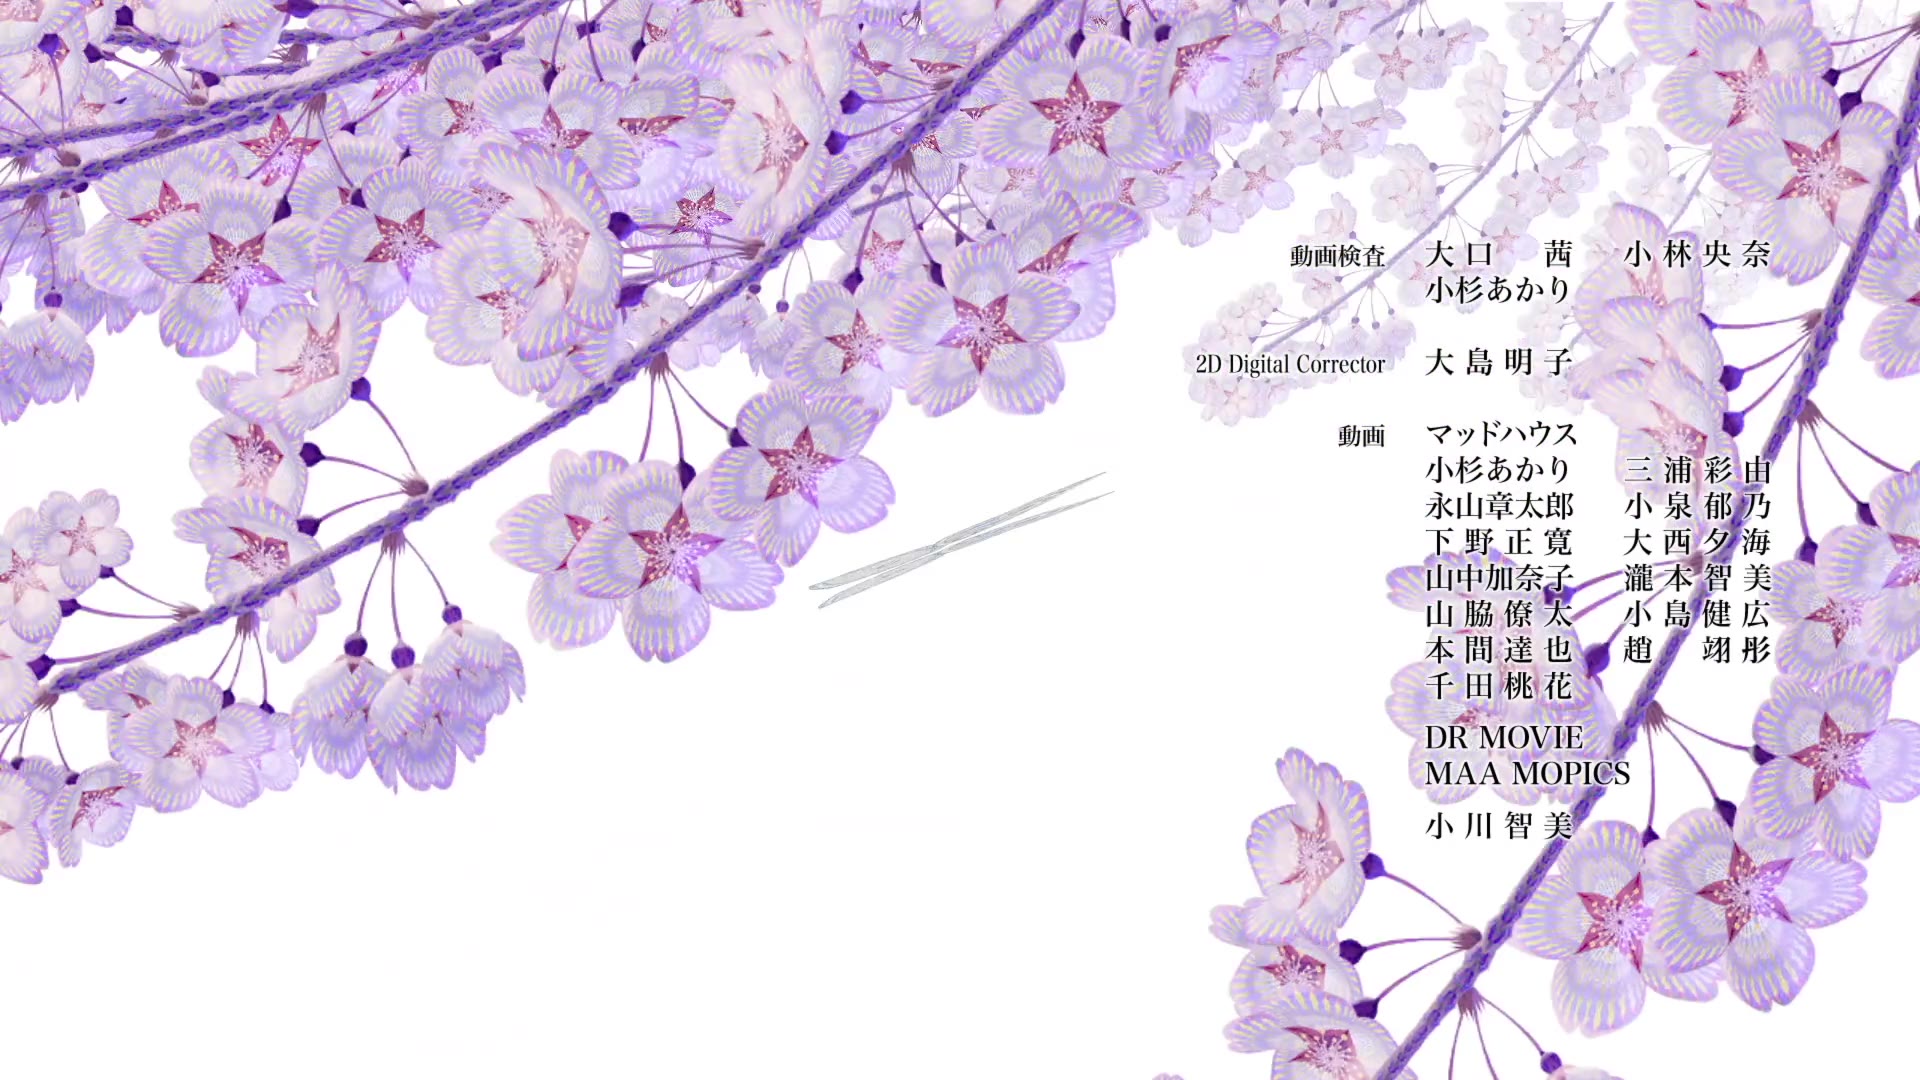 動画検査 大口 茜 小林央奈
小杉あかり
2D Digital Corrector 大島明子
動画 マッドハウス
小杉あかり 三浦彩由
永山章太郎 小泉郁乃
下野正寛 大西夕海
山中加奈子 瀧本智美
山脇僚太 小島健広
本間達也 趙 翊彤
千田桃花
DR MOVIE
MAA MOPICS
小川智美